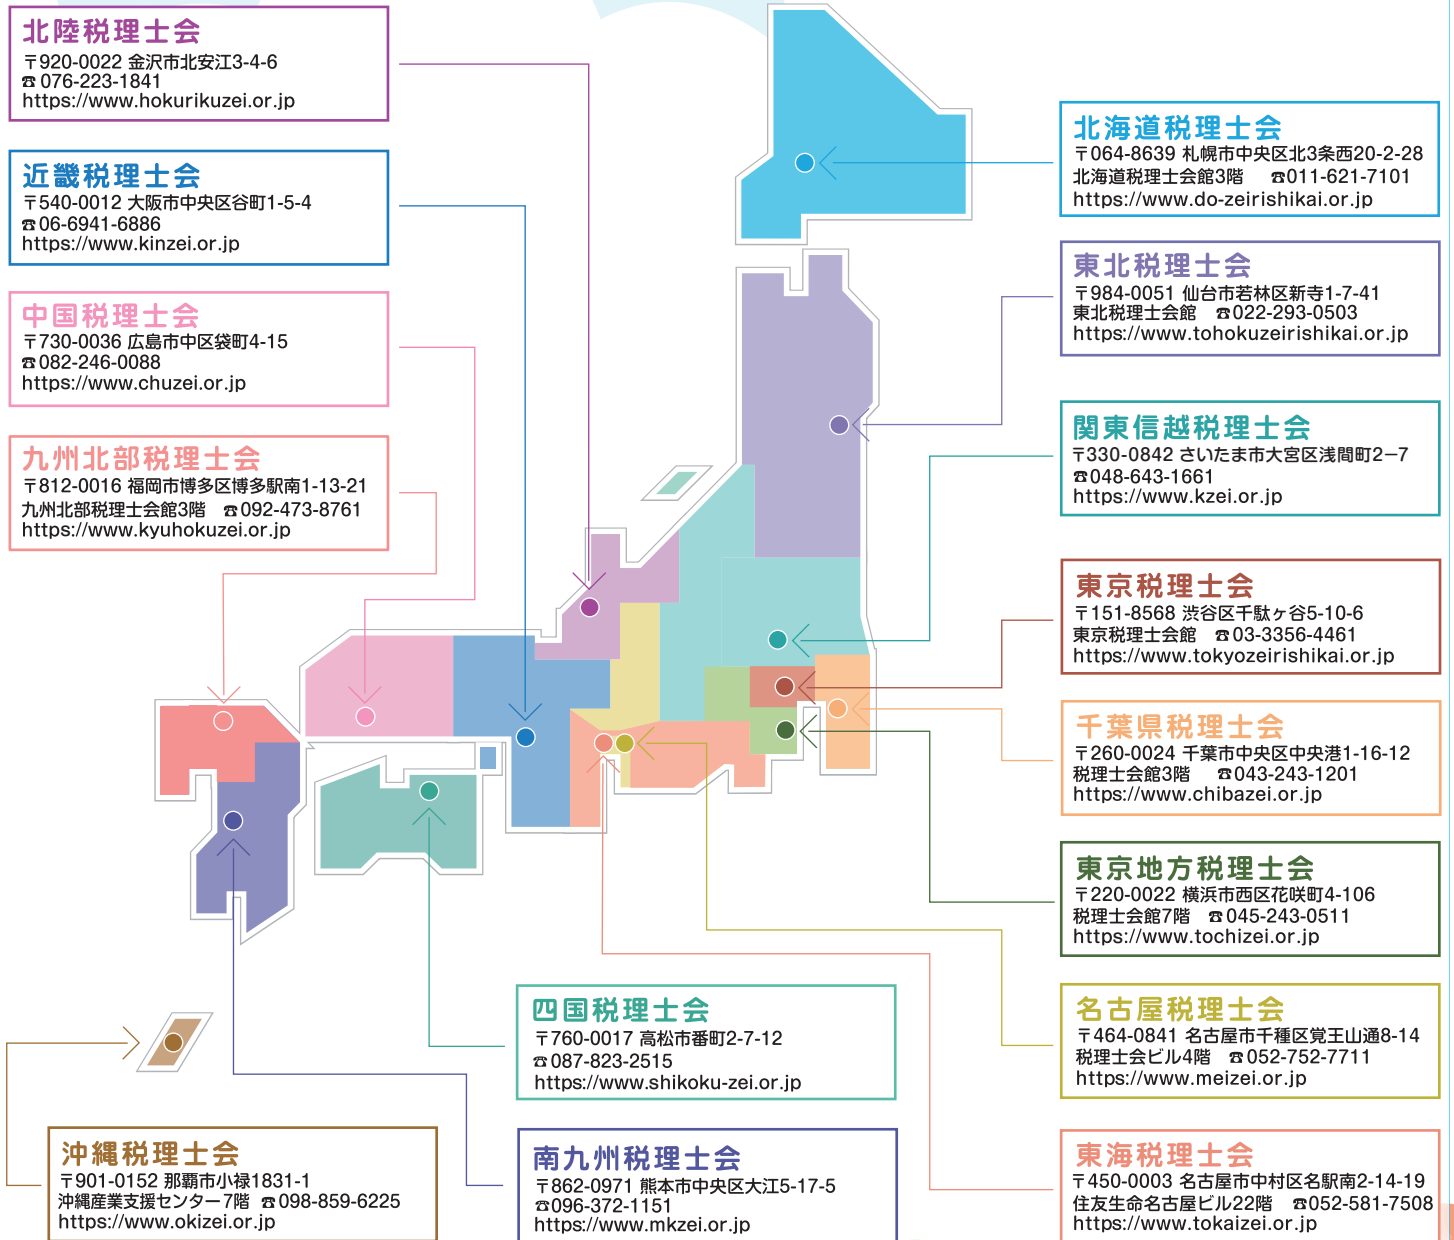 北陸税理士会
〒920-0022 金沢市北安江3-4-6
☎076-223-1841
https://www.hokurikuzei.or.jp
近畿税理士会
〒540-0012 大阪市中央区谷町1-5-4
☎06-6941-6886
https://www.kinzei.or.jp
中国税理士会
〒730-0036 広島市中区袋町4-15
☎082-246-0088
https://www.chuzei.or.jp
九州北部税理士会
〒812-0016 福岡市博多区博多駅南1-13-21
九州北部税理士会館3階 ☎092-473-8761
https://www.kyuhokuzei.or.jp
北海道税理士会
〒064-8639 札幌市中央区北3条西20-2-28
北海道税理士会館3階 ☎011-621-7101
https://www.do-zeirishikai.or.jp
東北税理士会
〒984-0051 仙台市若林区新寺1-7-41
東北税理士会館 ☎022-293-0503
https://www.tohokuzeirishikai.or.jp
関東信越税理士会
〒330-0842 さいたま市大宮区浅間町2−7
☎048-643-1661
https://www.kzei.or.jp
東京税理士会
〒151-8568 渋谷区千駄ヶ谷5-10-6
東京税理士会館 ☎03-3356-4461
https://www.tokyozeirishikai.or.jp
千葉県税理士会
〒260-0024 千葉市中央区中央港1-16-12
税理士会館3階 ☎043-243-1201
https://www.chibazei.or.jp
東京地方税理士会
〒220-0022 横浜市西区花咲町4-106
税理士会館7階 ☎045-243-0511
https://www.tochizei.or.jp
名古屋税理士会
〒464-0841 名古屋市千種区覚王山通8-14
税理士会ビル4階 ☎052-752-7711
https://www.meizei.or.jp
東海税理士会
〒450-0003 名古屋市中村区名駅南2-14-19
住友生命名古屋ビル22階 ☎052-581-7508
https://www.tokaizei.or.jp
四国税理士会
〒760-0017 高松市番町2-7-12
☎087-823-2515
https://www.shikoku-zei.or.jp
南九州税理士会
〒862-0971 熊本市中央区大江5-17-5
☎096-372-1151
https://www.mkzei.or.jp
沖縄税理士会
〒901-0152 那覇市小禄1831-1
沖縄産業支援センター7階 ☎098-859-6225
https://www.okizei.or.jp